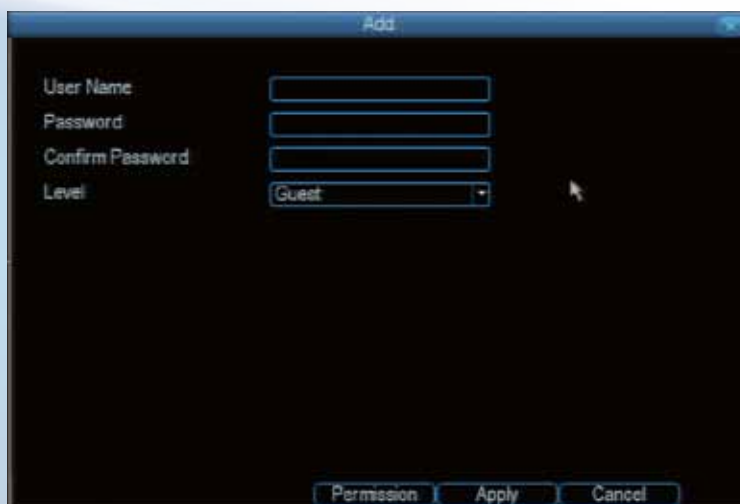 Add
User Name
Password
Confirm Password
Level
Guest
Permission
Apply
Cancel